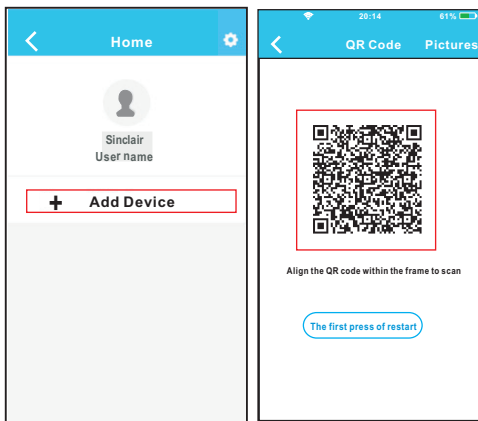 Home
Sinclair
User name
+ Add Device
20:14
61%
QR Code
Pictures
Align the QR code within the frame to scan
The first press of restart